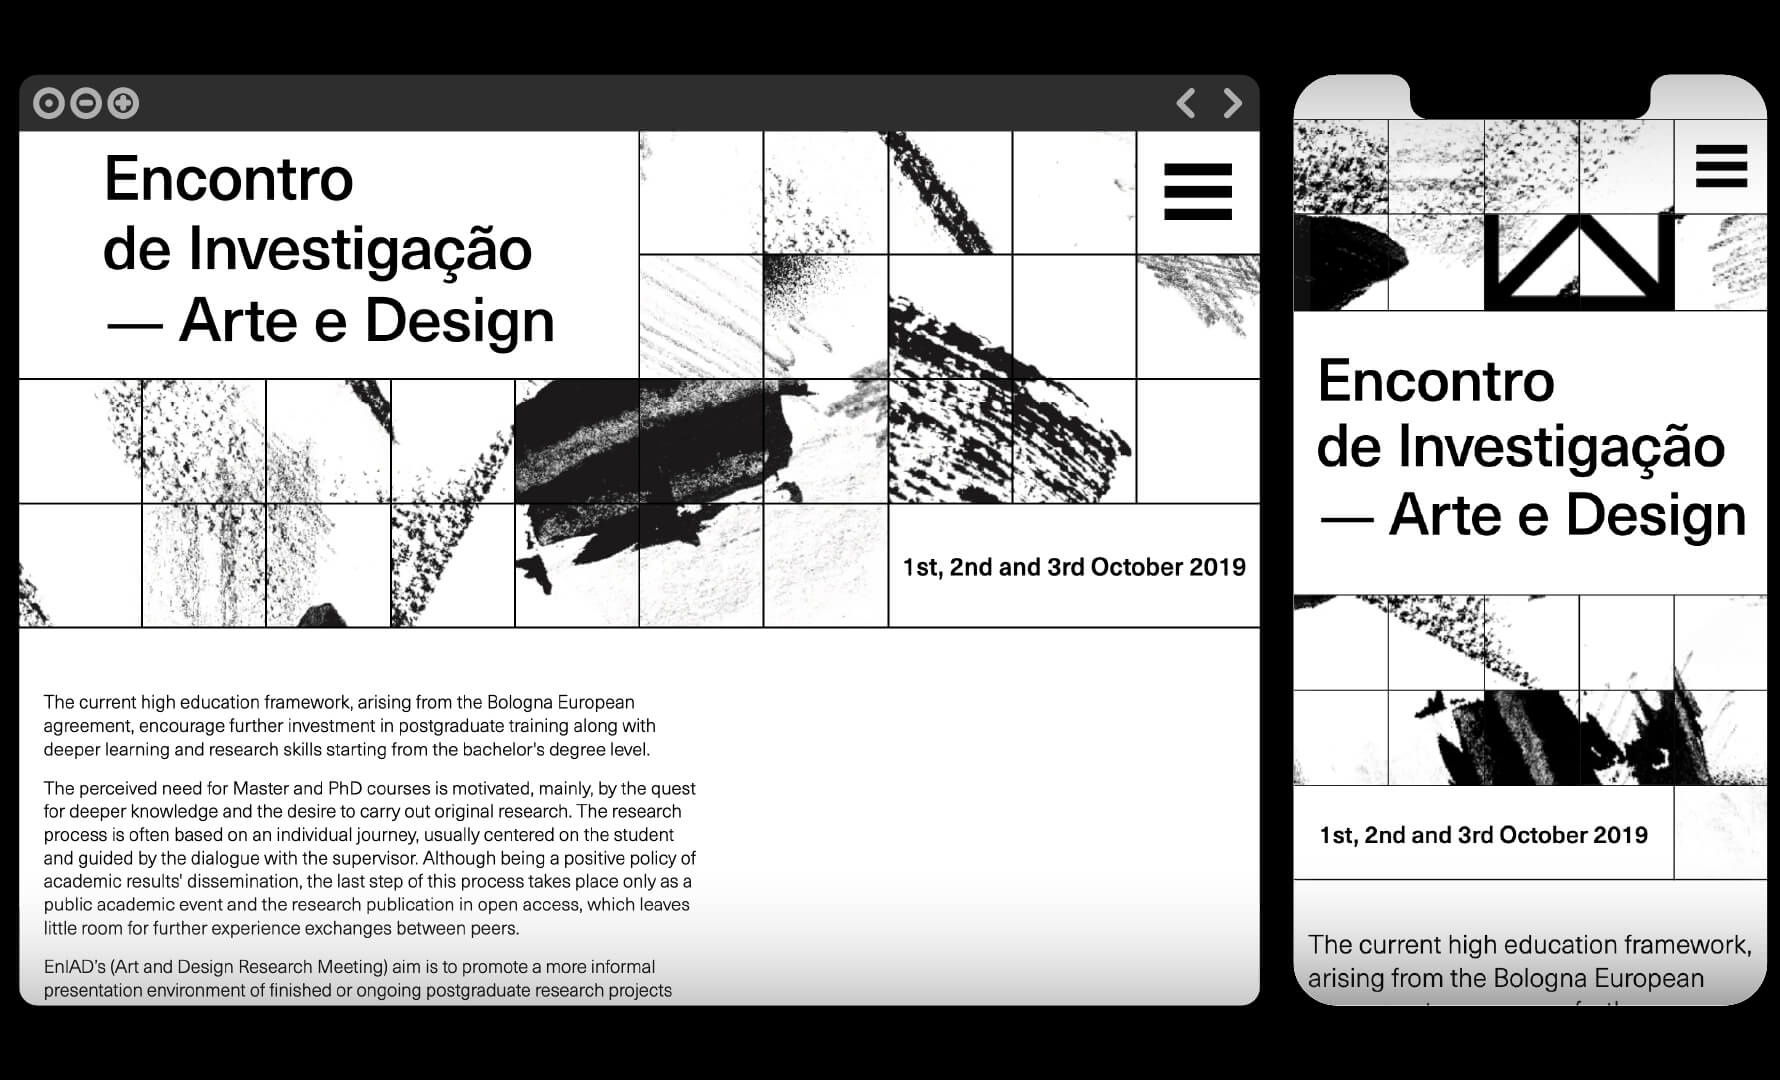 Encontro
de Investigação
— Arte e Design
1st, 2nd and 3rd October 2019
The current high education framework, arising from the Bologna European
agreement, encourage further investment in postgraduate training along with
deeper learning and research skills starting from the bachelor's degree level.
The perceived need for Master and PhD courses is motivated, mainly, by the quest
for deeper knowledge and the desire to carry out original research. The research
process is often based on an individual journey, usually centered on the student
and guided by the dialogue with the supervisor. Although being a positive policy of
academic results' dissemination, the last step of this process takes place only as a
public academic event and the research publication in open access, which leaves
little room for further experience exchanges between peers.
EnIAD’s (Art and Design Research Meeting) aim is to promote a more informal
presentation environment of finished or ongoing postgraduate research projects
Encontro
de Investigação
— Arte e Design
1st, 2nd and 3rd October 2019
The current high education framework,
arising from the Bologna European